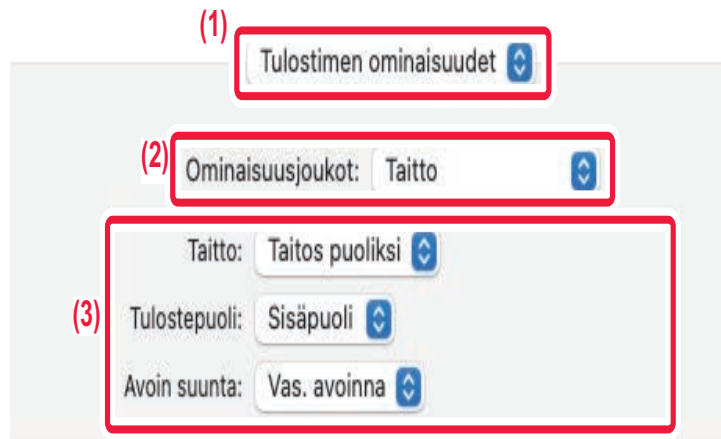 (1)
Tulostimen ominaisuudet
(2)
Ominaisuusjoukot: Taitto
(3)
Taitto: Taitos puoliksi
Tulostepuoli: Sisäpuoli
Avoin suunta: Vas. avoinna